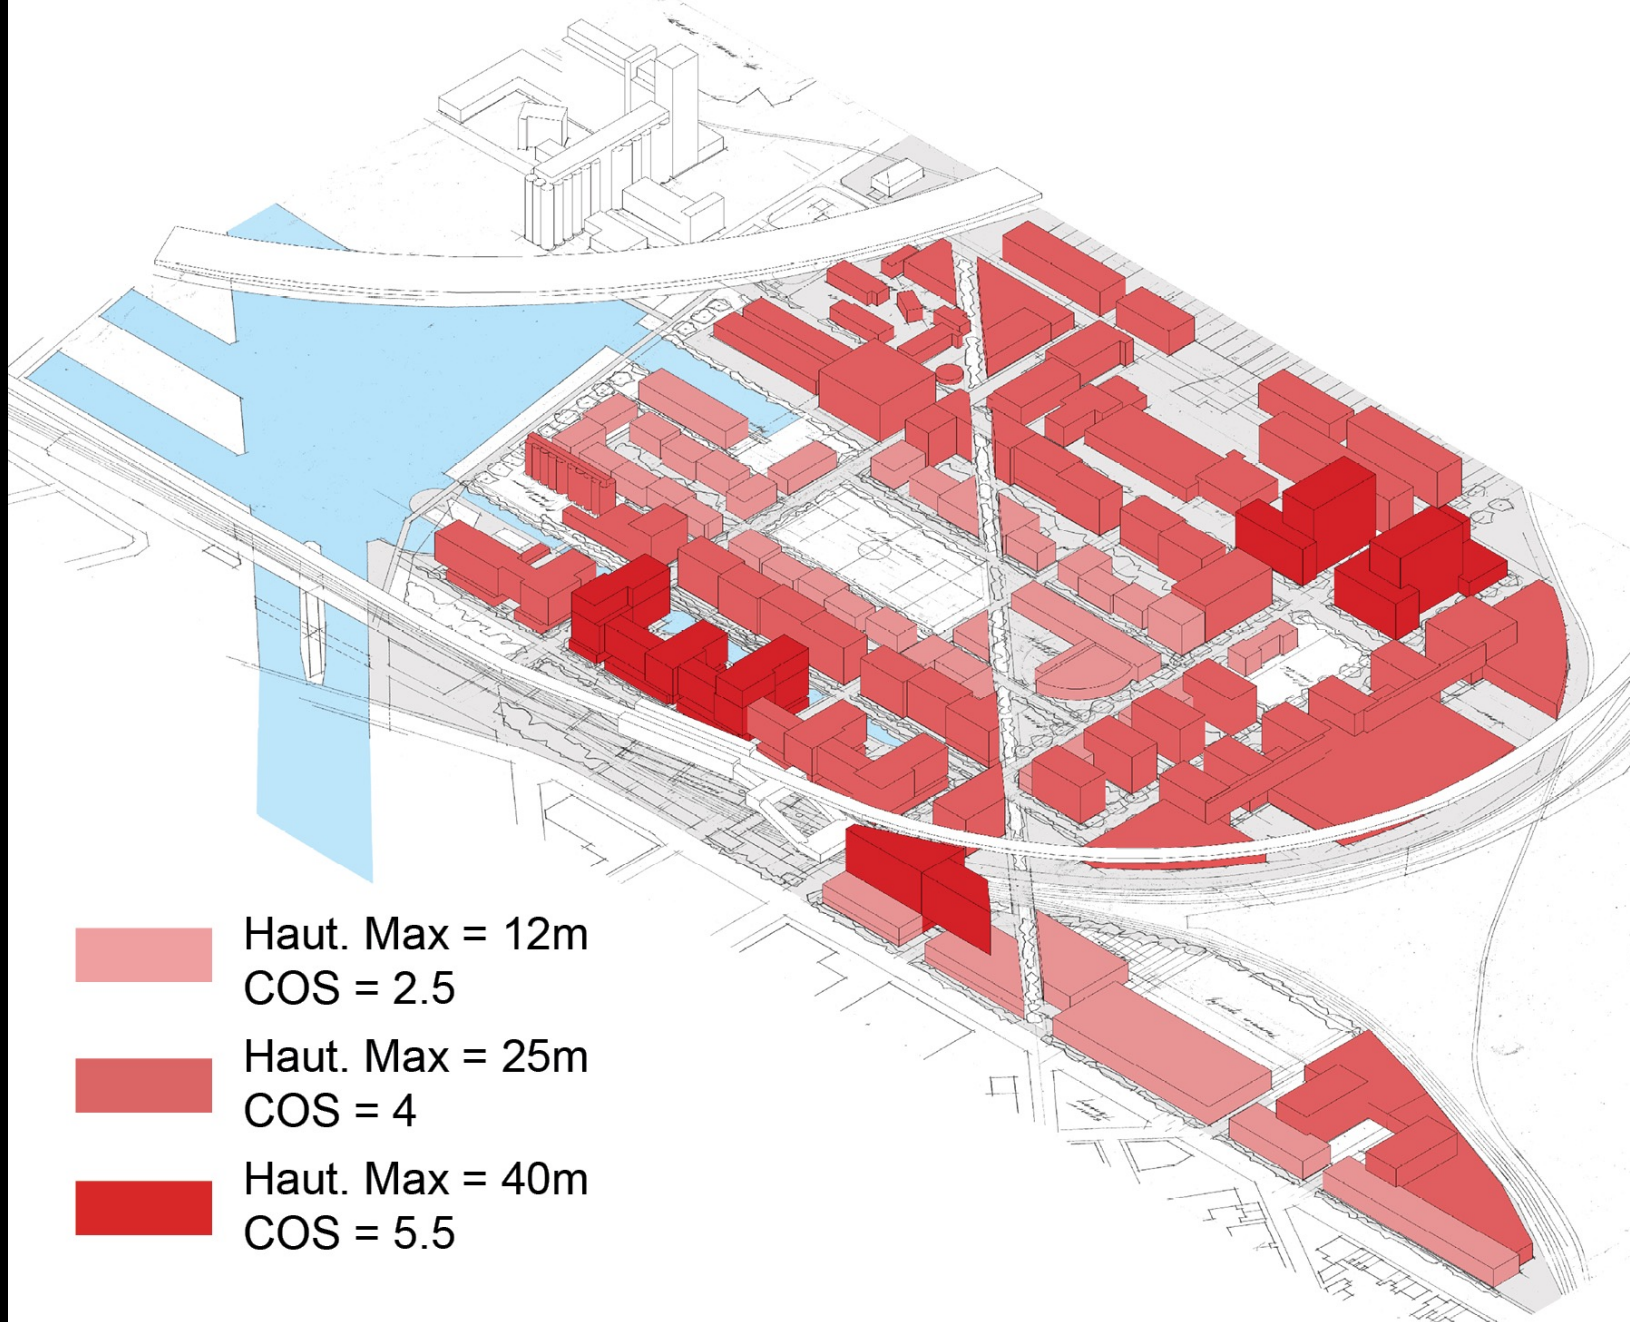 Haut. Max = 12m
COS = 2.5
Haut. Max = 25m
COS = 4
Haut. Max = 40m
COS = 5.5